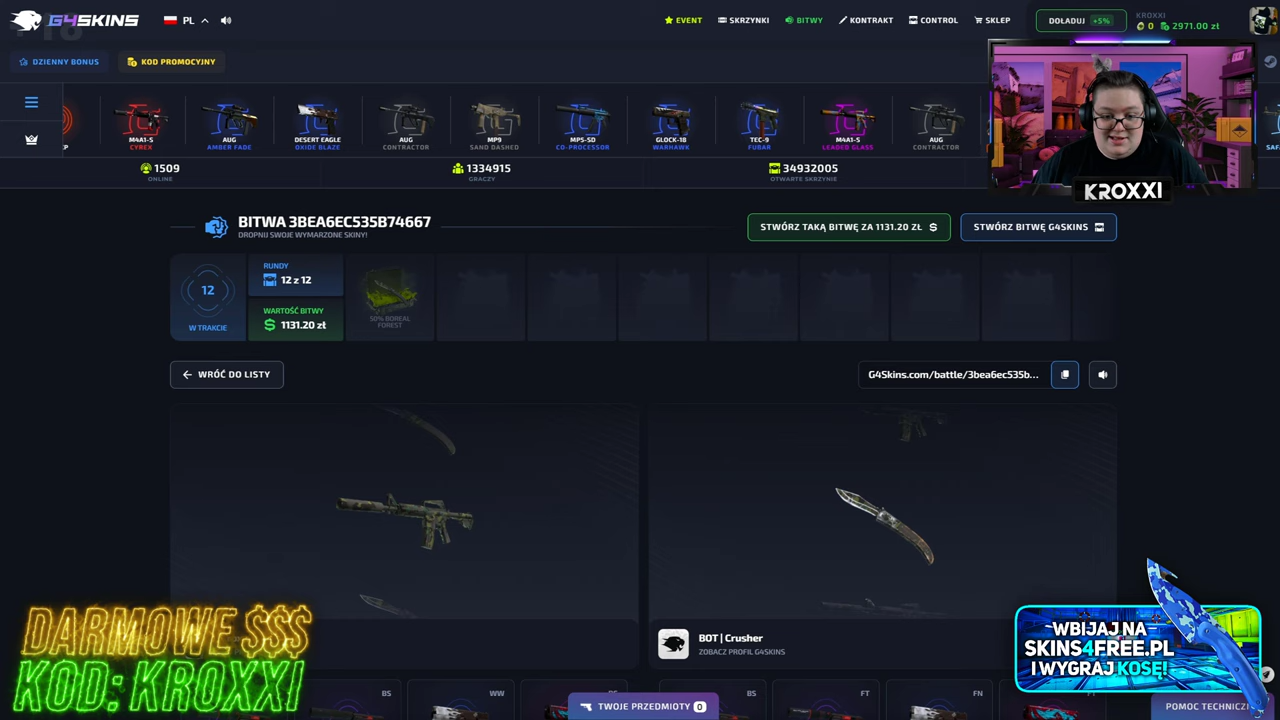 G4SKINS
PL
EVENT
SKRZYNKI
BITWY
KONTRAKT
CONTROL
SKLEP
DOŁADUJ +5%
KROXXI
0 2971.00 zł
DZIENNY BONUS
KOD PROMOCYJNY
M4A1-S
CYREX
AUG
AMBER FADE
DESERT EAGLE
OXIDE BLAZE
AUG
CONTRACTOR
MP9
SAND DASHED
MP5-SD
CO-PROCESSOR
GLOCK-18
WARHAWK
TEC-9
FUBAR
M4A1-S
LEADED GLASS
AUG
CONTRACTOR
1509
ONLINE
1334915
GRACZY
34932005
OTWARTE SKRZYNIE
KROXXI
BITWA 3BEA6EC535B74667
DROPNIJ SWOJE WYMARZONE SKINY!
STWÓRZ TAKĄ BITWĘ ZA 1131.20 ZŁ
STWÓRZ BITWĘ G4SKINS
12
W TRAKCIE
RUNDY
12 z 12
WARTOŚĆ BITWY
1131.20 zł
50% BOREAL
FOREST
WRÓĆ DO LISTY
G4Skins.com/battle/3bea6ec535b...
BOT | Crusher
ZOBACZ PROFIL G4SKINS
DARMOWE $$$
KOD: KROXXI
WBIJAJ NA
SKINS4FREE.PL
I WYGRAJ KOSĘ!
BS
WW
BS
FT
FN
TWOJE PRZEDMIOTY 0
POMOC TECHNICZN